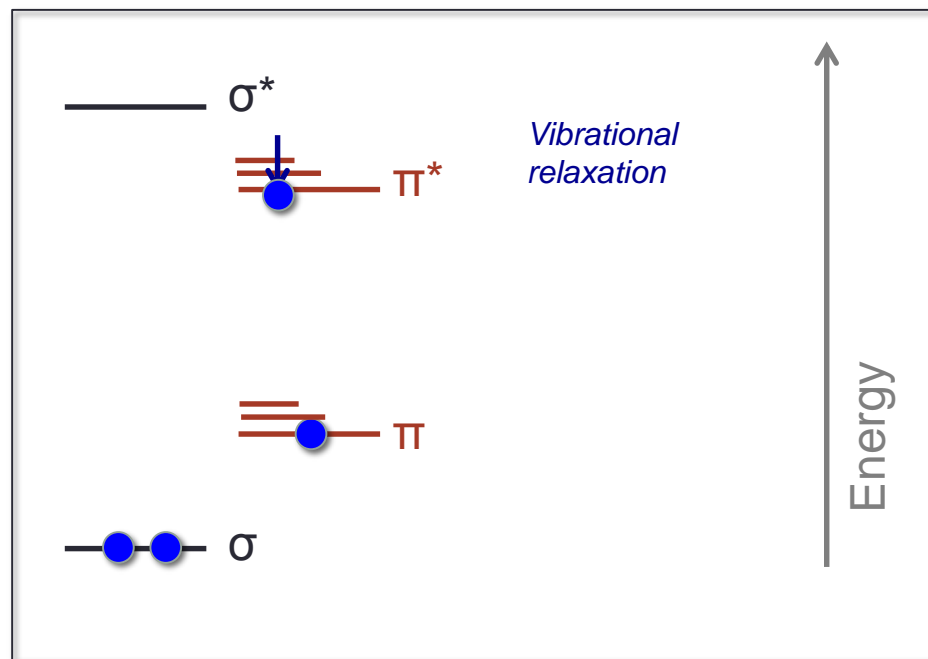 σ*
Vibrational
relaxation
π*
π
σ
Energy